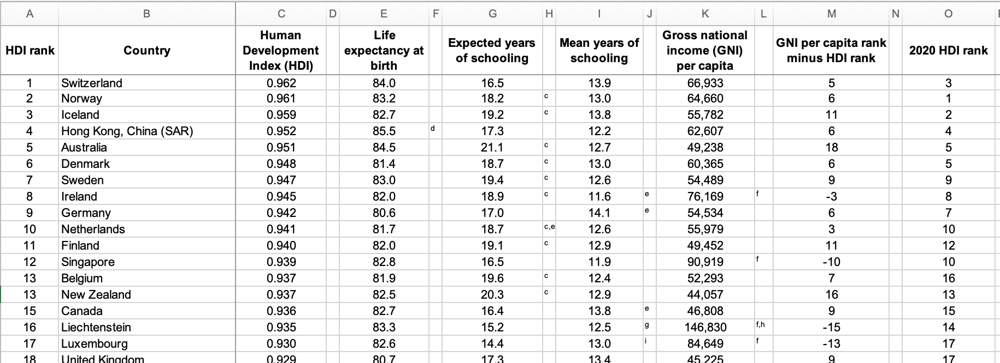 A B C D E F G H I J K L M N O
HDI rank Country Human Development Index (HDI) Life expectancy at birth Expected years of schooling Mean years of schooling Gross national income (GNI) per capita GNI per capita rank minus HDI rank 2020 HDI rank
1 Switzerland 0.962 84.0 16.5 13.9 66,933 5 3
2 Norway 0.961 83.2 18.2 c 13.0 64,660 6 1
3 Iceland 0.959 82.7 19.2 c 13.8 55,782 11 2
4 Hong Kong, China (SAR) 0.952 85.5 d 17.3 12.2 62,607 6 4
5 Australia 0.951 84.5 21.1 c 12.7 49,238 18 5
6 Denmark 0.948 81.4 18.7 c 13.0 60,365 6 5
7 Sweden 0.947 83.0 19.4 c 12.6 54,489 9 9
8 Ireland 0.945 82.0 18.9 c 11.6 e 76,169 f -3 8
9 Germany 0.942 80.6 17.0 14.1 e 54,534 6 7
10 Netherlands 0.941 81.7 18.7 c,e 12.6 55,979 3 10
11 Finland 0.940 82.0 19.1 c 12.9 49,452 11 12
12 Singapore 0.939 82.8 16.5 11.9 90,919 f -10 10
13 Belgium 0.937 81.9 19.6 c 12.4 52,293 7 16
13 New Zealand 0.937 82.5 20.3 c 12.9 44,057 16 13
15 Canada 0.936 82.7 16.4 13.8 e 46,808 9 15
16 Liechtenstein 0.935 83.3 15.2 12.5 g 146,830 f,h -15 14
17 Luxembourg 0.930 82.6 14.4 13.0 i 84,649 f -13 17
18 United Kingdom 0.929 80.7 17.3 13.4 45,225 9 17